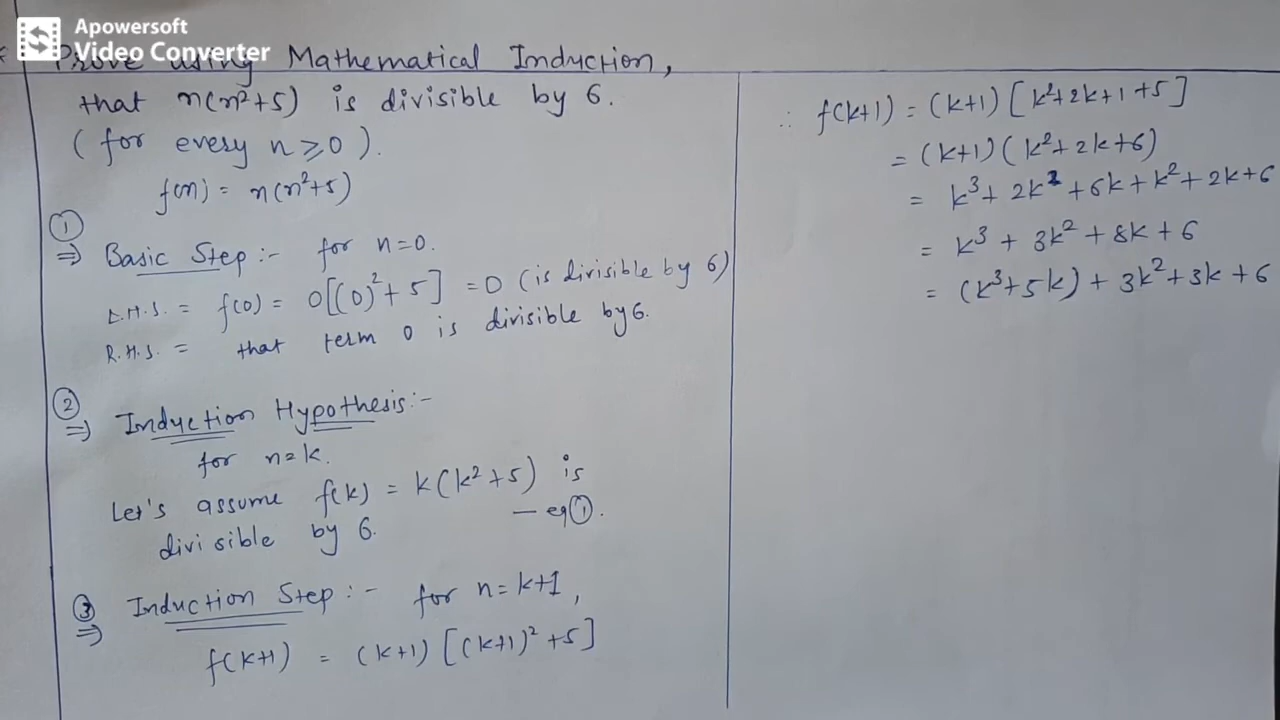 Apowersoft
Video Converter
Prove using Mathematical Induction,
that n(n²+5) is divisible by 6.
(for every n⩾0).
f(n) = n(n²+5)
①
⇒ Basic Step :- for n=0.
L.H.S. = f(0) = 0[(0)²+5] = 0 (is divisible by 6)
R.H.S. = that term 0 is divisible by 6.
②
⇒ Induction Hypothesis:-
for n=k.
Let's assume f(k) = k(k²+5) is
divisible by 6. — eq①.
③
⇒ Induction Step :- for n=k+1,
f(k+1) = (k+1) [(k+1)²+5]
∴ f(k+1) = (k+1) [k²+2k+1+5]
= (k+1) (k²+2k+6)
= k³+2k²+6k+k²+2k+6
= k³ + 3k² + 8k + 6
= (k³+5k) + 3k²+3k+6